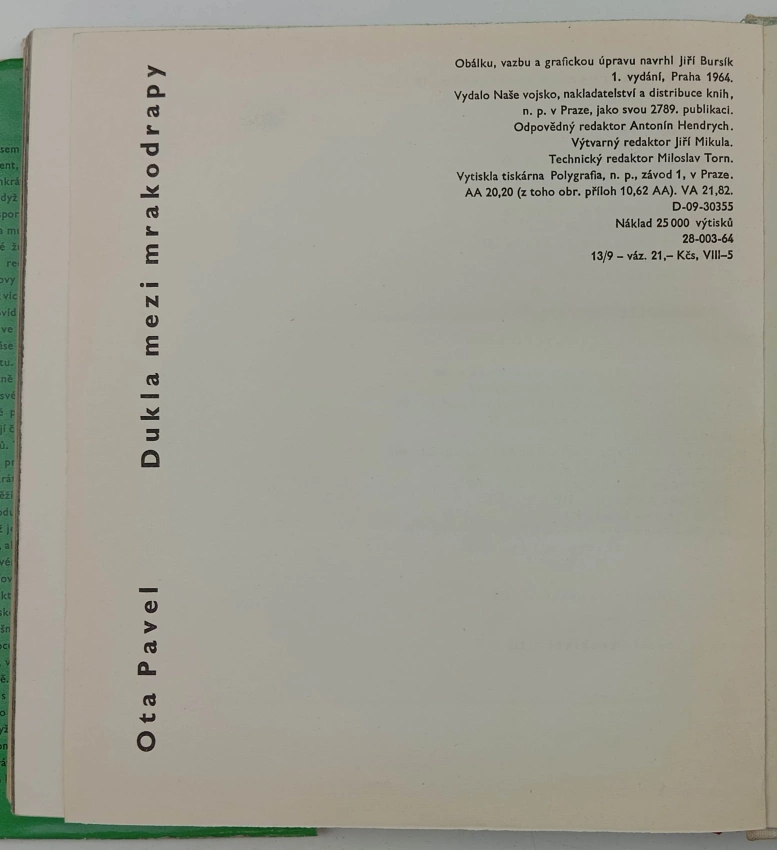 Ota Pavel Dukla mezi mrakodrapy
Obálku, vazbu a grafickou úpravu navrhl Jiří Bursík
1. vydání, Praha 1964.
Vydalo Naše vojsko, nakladatelství a distribuce knih,
n. p. v Praze, jako svou 2789. publikaci.
Odpovědný redaktor Antonín Hendrych.
Výtvarný redaktor Jiří Mikula.
Technický redaktor Miloslav Torn.
Vytiskla tiskárna Polygrafia, n. p., závod 1, v Praze.
AA 20,20 (z toho obr. příloh 10,62 AA). VA 21,82.
D-09-30355
Náklad 25 000 výtisků
28-003-64
13/9 – váz. 21,– Kčs, VIII–5